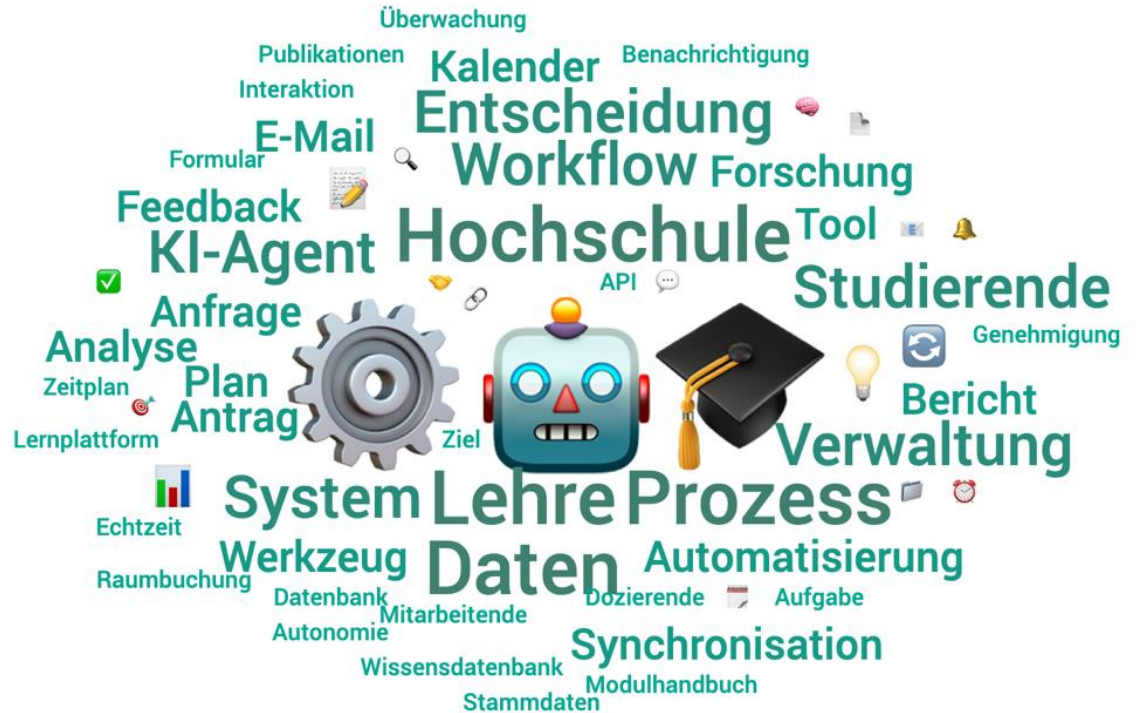 Überwachung
Publikationen
Kalender
Benachrichtigung
Interaktion
Entscheidung
E-Mail
Formular
Workflow
Forschung
Feedback
Hochschule
Tool
KI-Agent
API
Studierende
Anfrage
Genehmigung
Analyse
Zeitplan
Plan
Bericht
Antrag
Lernplattform
Ziel
Verwaltung
System
Lehre
Prozess
Echtzeit
Werkzeug
Daten
Automatisierung
Raumbuchung
Datenbank
Dozierende
Aufgabe
Mitarbeitende
Autonomie
Synchronisation
Wissensdatenbank
Modulhandbuch
Stammdaten